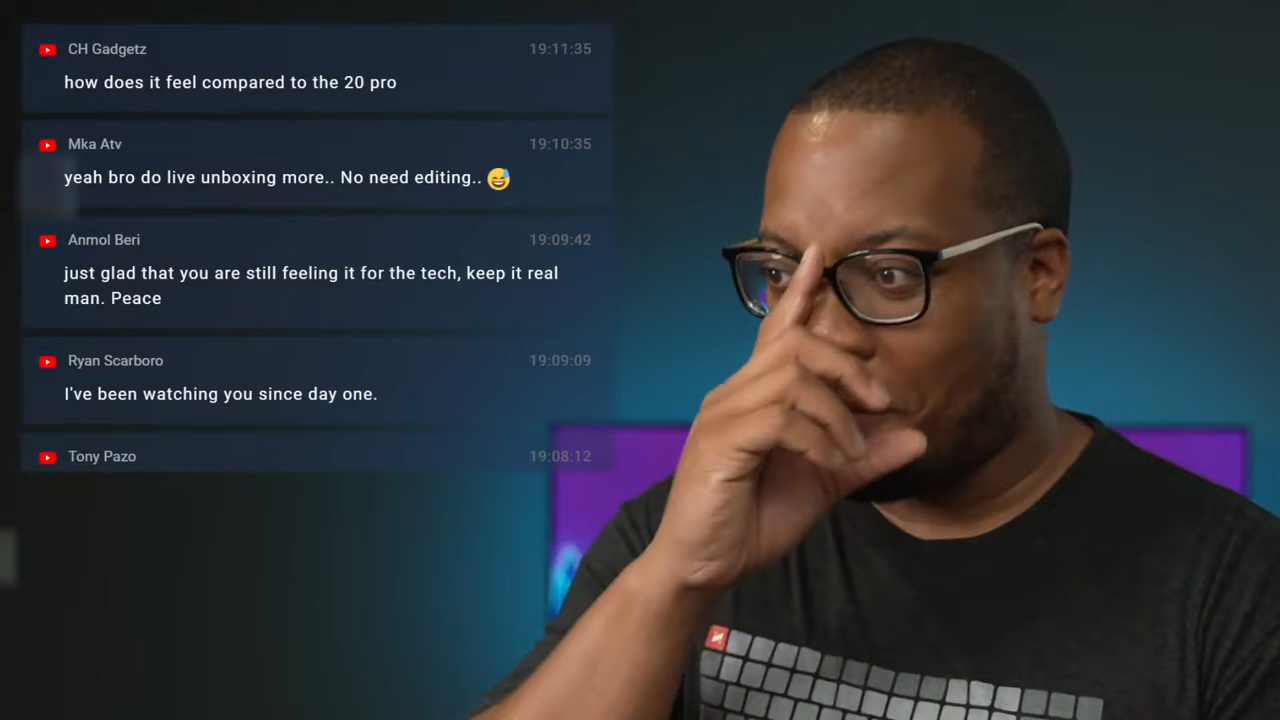 CH Gadgetz 19:11:35
how does it feel compared to the 20 pro
Mka Atv 19:10:35
yeah bro do live unboxing more.. No need editing.. 😅
Anmol Beri 19:09:42
just glad that you are still feeling it for the tech, keep it real
man. Peace
Ryan Scarboro 19:09:09
I've been watching you since day one.
Tony Pazo 19:08:12